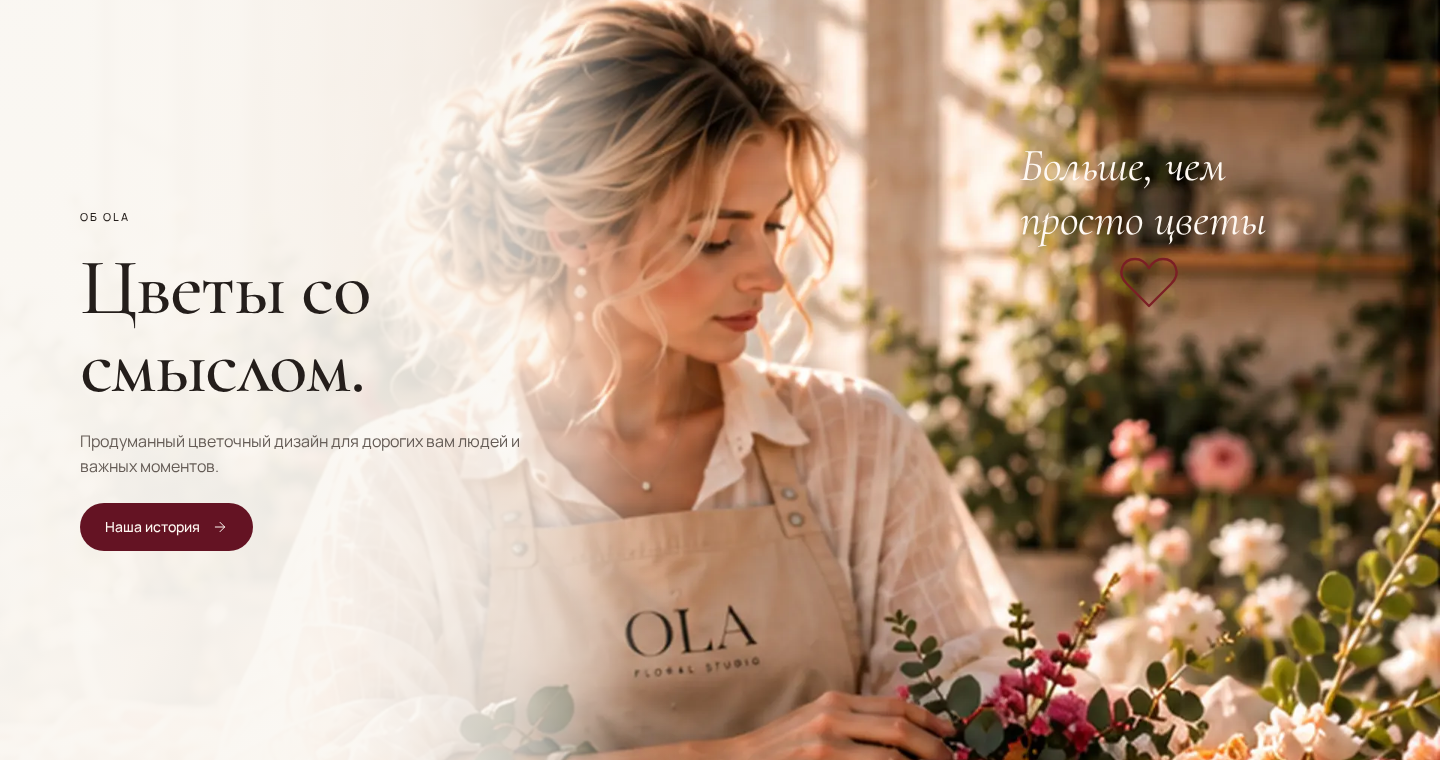 ОБ OLA
Цветы со
смыслом.
Продуманный цветочный дизайн для дорогих вам людей и
важных моментов.
Наша история
Больше, чем
просто цветы
OLA
FLORAL STUDIO